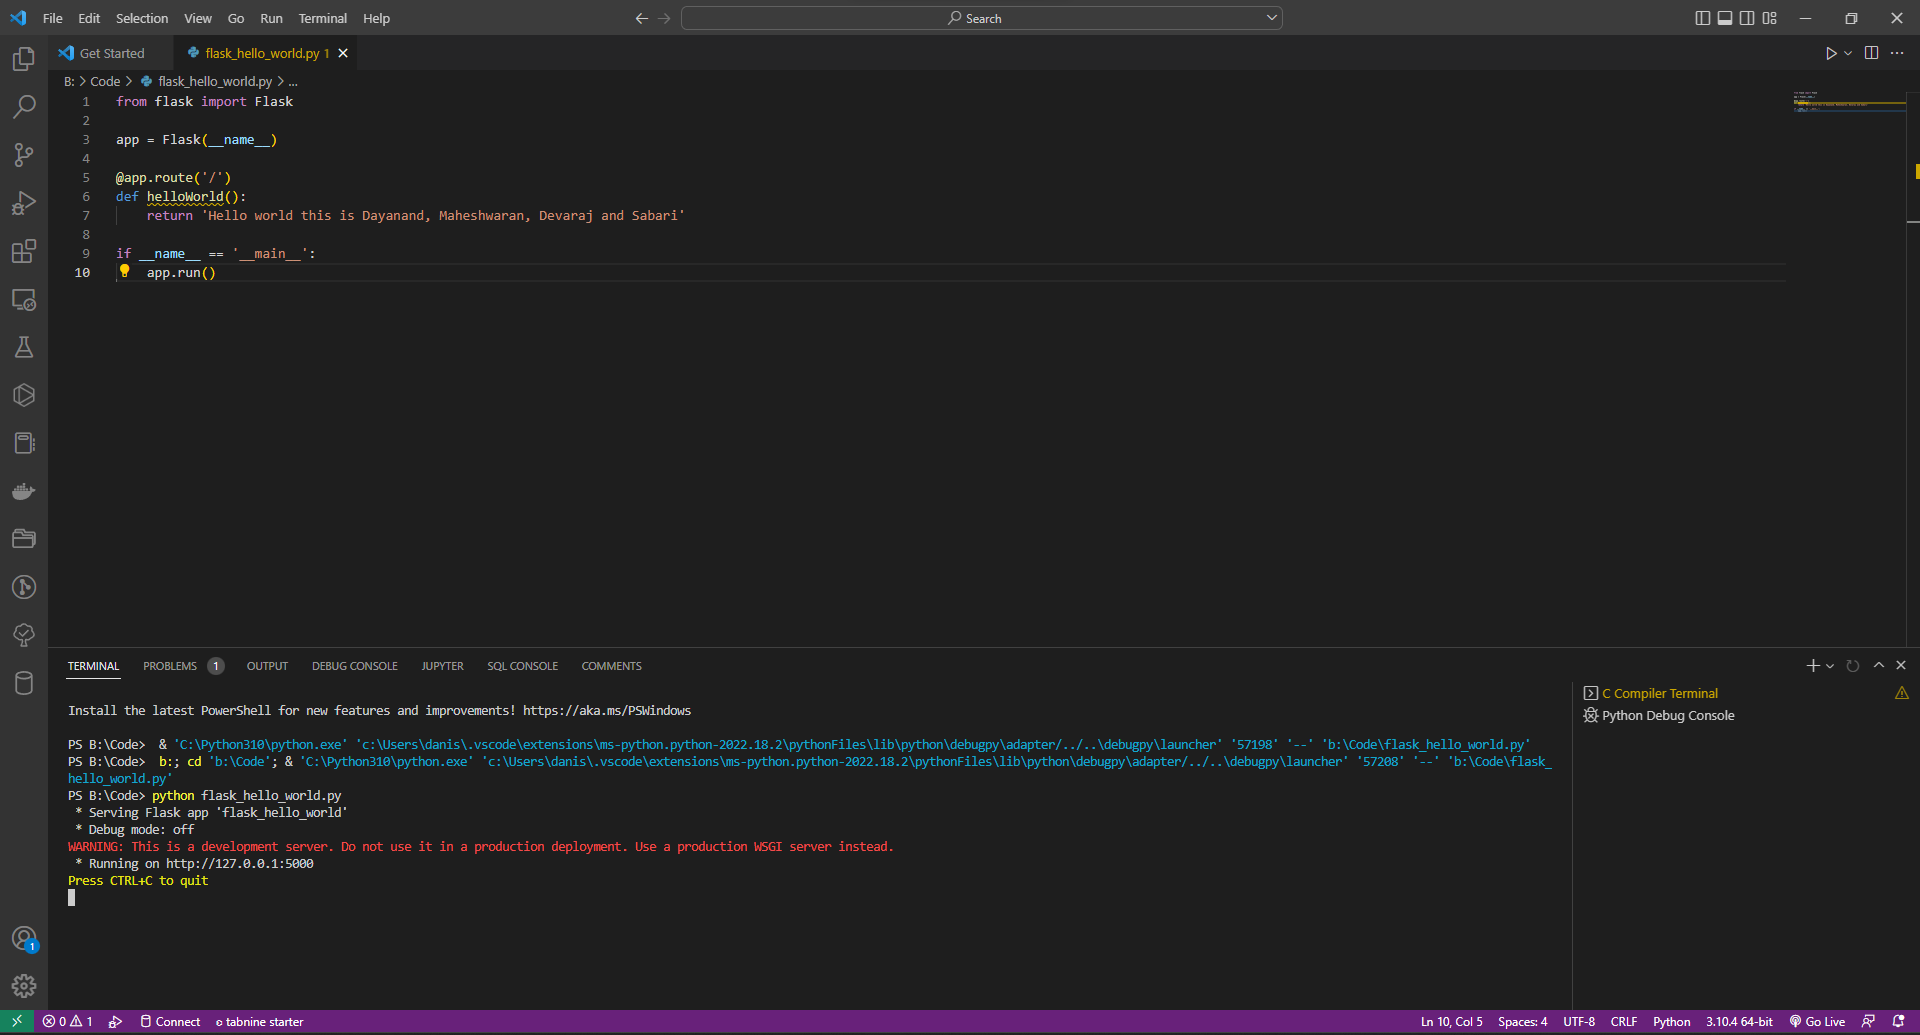 File Edit Selection View Go Run Terminal Help
Search
Get Started
flask_hello_world.py 1
B: > Code > flask_hello_world.py > ...
1 from flask import Flask
2
3 app = Flask(__name__)
4
5 @app.route('/')
6 def helloWorld():
7 return 'Hello world this is Dayanand, Maheshwaran, Devaraj and Sabari'
8
9 if __name__ == '__main__':
10 app.run()
TERMINAL PROBLEMS 1 OUTPUT DEBUG CONSOLE JUPYTER SQL CONSOLE COMMENTS
Install the latest PowerShell for new features and improvements! https://aka.ms/PSWindows
PS B:\Code>  & 'C:\Python310\python.exe' 'c:\Users\danis\.vscode\extensions\ms-python.python-2022.18.2\pythonFiles\lib\python\debugpy\adapter/../..\debugpy\launcher' '57198' '--' 'b:\Code\flask_hello_world.py'
PS B:\Code>  b:; cd 'b:\Code'; & 'C:\Python310\python.exe' 'c:\Users\danis\.vscode\extensions\ms-python.python-2022.18.2\pythonFiles\lib\python\debugpy\adapter/../..\debugpy\launcher' '57208' '--' 'b:\Code\flask_
hello_world.py'
PS B:\Code> python flask_hello_world.py
* Serving Flask app 'flask_hello_world'
* Debug mode: off
WARNING: This is a development server. Do not use it in a production deployment. Use a production WSGI server instead.
* Running on http://127.0.0.1:5000
Press CTRL+C to quit
C Compiler Terminal
Python Debug Console
1
0 1 Connect tabnine starter
Ln 10, Col 5 Spaces: 4 UTF-8 CRLF Python 3.10.4 64-bit Go Live